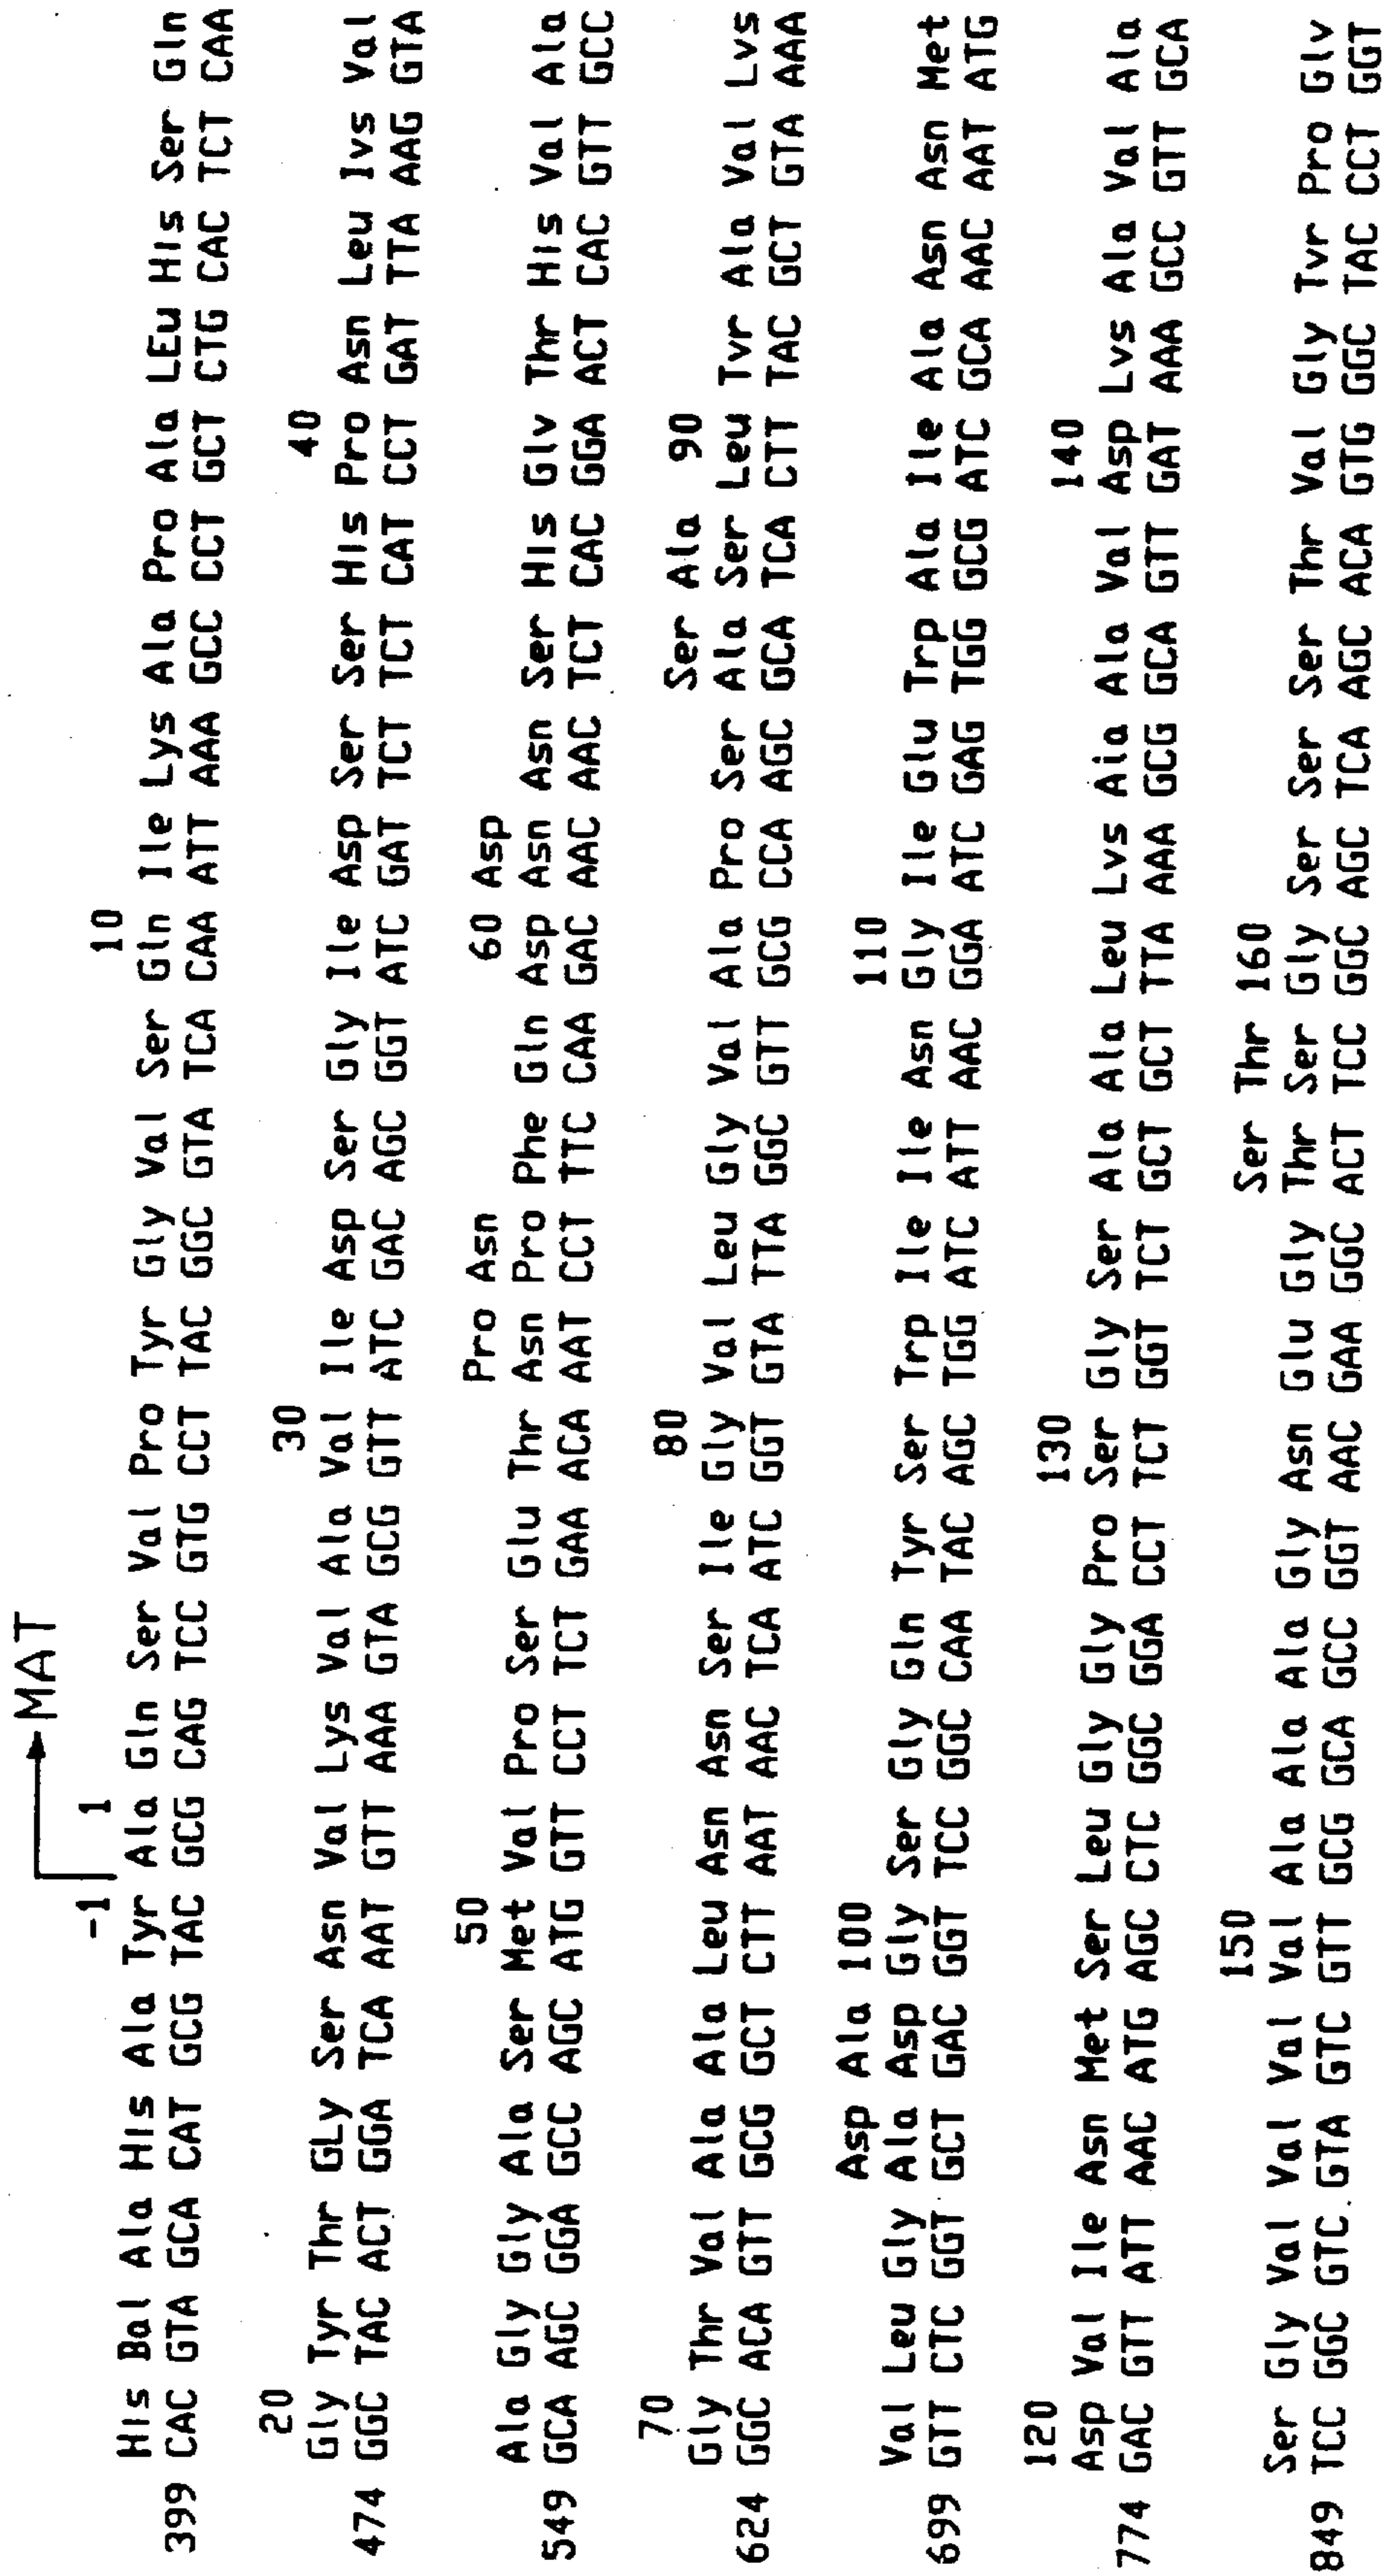 MAT
-1 1 10
His Bal Ala His Ala Tyr Ala Gln Ser Val Pro Tyr Gly Val Ser Gln Ile Lys Ala Pro Ala LEu His Ser Gln
399 CAC GTA GCA CAT GCG TAC GCG CAG TCC GTG CCT TAC GGC GTA TCA CAA ATT AAA GCC CCT GCT CTG CAC TCT CAA
20 30 40
Gly Tyr Thr GLy Ser Asn Val Lys Val Ala Val Ile Asp Ser Gly Ile Asp Ser Ser His Pro Asn Leu Ivs Val
474 GGC TAC ACT GGA TCA AAT GTT AAA GTA GCG GTT ATC GAC AGC GGT ATC GAT TCT TCT CAT CCT GAT TTA AAG GTA
50 Pro Asn 60 Asp
Ala Gly Gly Ala Ser Met Val Pro Ser Glu Thr Asn Pro Phe Gln Asp Asn Asn Ser His Glv Thr His Val Ala
549 GCA AGC GGA GCC AGC ATG GTT CCT TCT GAA ACA AAT CCT TTC CAA GAC AAC AAC TCT CAC GGA ACT CAC GTT GCC
70 80 Ser Ala 90
Gly Thr Val Ala Ala Leu Asn Asn Ser Ile Gly Val Leu Gly Val Ala Pro Ser Ala Ser Leu Tvr Ala Val Lvs
624 GGC ACA GTT GCG GCT CTT AAT AAC TCA ATC GGT GTA TTA GGC GTT GCG CCA AGC GCA TCA CTT TAC GCT GTA AAA
Asp Ala 100 110
Val Leu Gly Ala Asp Gly Ser Gly Gln Tyr Ser Trp Ile Ile Asn Gly Ile Glu Trp Ala Ile Ala Asn Asn Met
699 GTT CTC GGT GCT GAC GGT TCC GGC CAA TAC AGC TGG ATC ATT AAC GGA ATC GAG TGG GCG ATC GCA AAC AAT ATG
120 130 140
Asp Val Ile Asn Met Ser Leu Gly Gly Pro Ser Gly Ser Ala Ala Leu Lvs Aia Ala Val Asp Lvs Ala Val Ala
774 GAC GTT ATT AAC ATG AGC CTC GGC GGA CCT TCT GGT TCT GCT GCT TTA AAA GCG GCA GTT GAT AAA GCC GTT GCA
150 Ser Thr 160
Ser Gly Val Val Val Val Ala Ala Ala Gly Asn Glu Gly Thr Ser Gly Ser Ser Ser Thr Val Gly Tvr Pro Glv
849 TCC GGC GTC GTA GTC GTT GCG GCA GCC GGT AAC GAA GGC ACT TCC GGC AGC TCA AGC ACA GTG GGC TAC CCT GGT